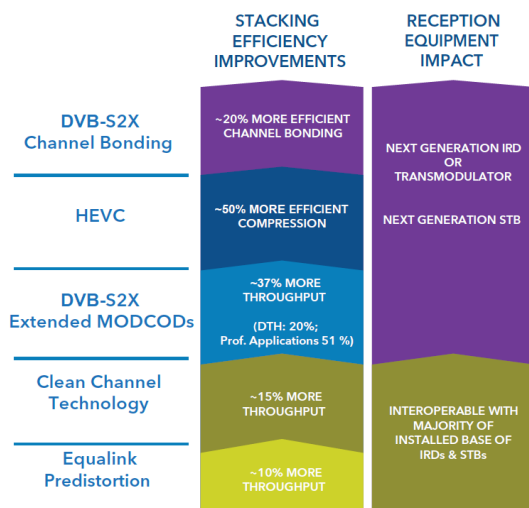 STACKING
EFFICIENCY
IMPROVEMENTS
RECEPTION
EQUIPMENT
IMPACT
DVB-S2X
Channel Bonding
~20% MORE EFFICIENT
CHANNEL BONDING
NEXT GENERATION IRD
OR
TRANSMODULATOR
NEXT GENERATION STB
HEVC
~50% MORE EFFICIENT
COMPRESSION
DVB-S2X
Extended MODCODs
~37% MORE
THROUGHPUT
(DTH: 20%;
Prof. Applications 51 %)
Clean Channel
Technology
~15% MORE
THROUGHPUT
INTEROPERABLE WITH
MAJORITY OF
INSTALLED BASE OF
IRDs & STBs
Equalink
Predistortion
~10% MORE
THROUGHPUT